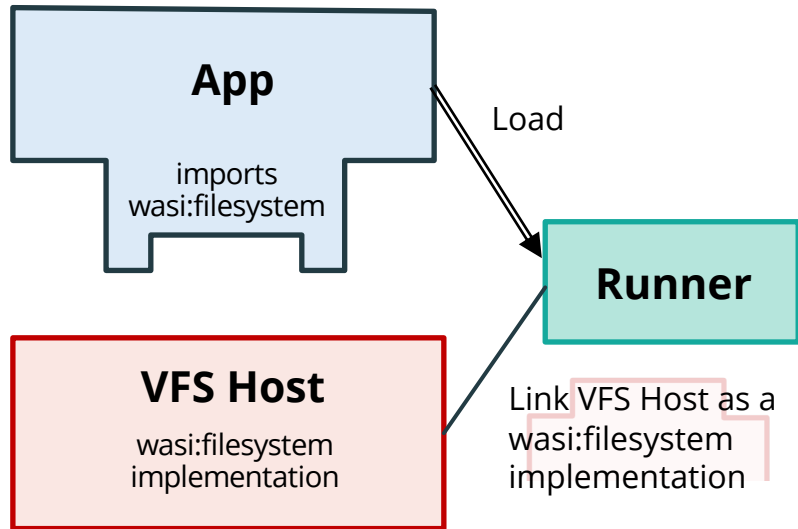 App
imports
wasi:filesystem
Load
Runner
VFS Host
wasi:filesystem
implementation
Link VFS Host as a
wasi:filesystem
implementation